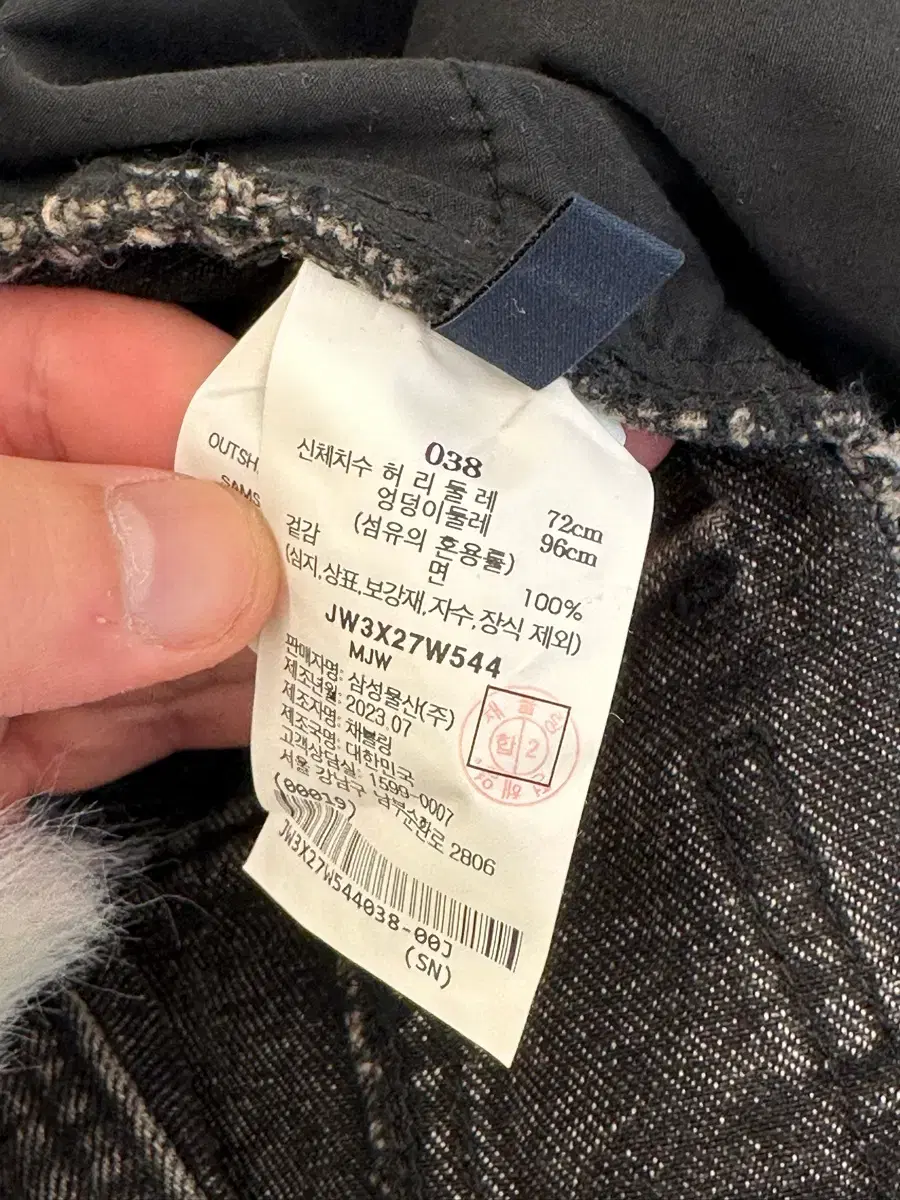 OUTSH
SAMS
038
신체치수 허 리 둘 레 72cm
엉덩이둘레 96cm
(섬유의 혼용률)
겉감 면 100%
(심지,상표,보강재,자수,장식 제외)
JW3X27W544
MJW
판매자명: 삼성물산(주)
제조년월: 2023.07
제조자명: 채블링
제조국명: 대한민국
고객상담실: 1599-0007
서울 강남구 남부순환로 2806
(00019)
JW3X27W544038-00J
(SN)
합 2